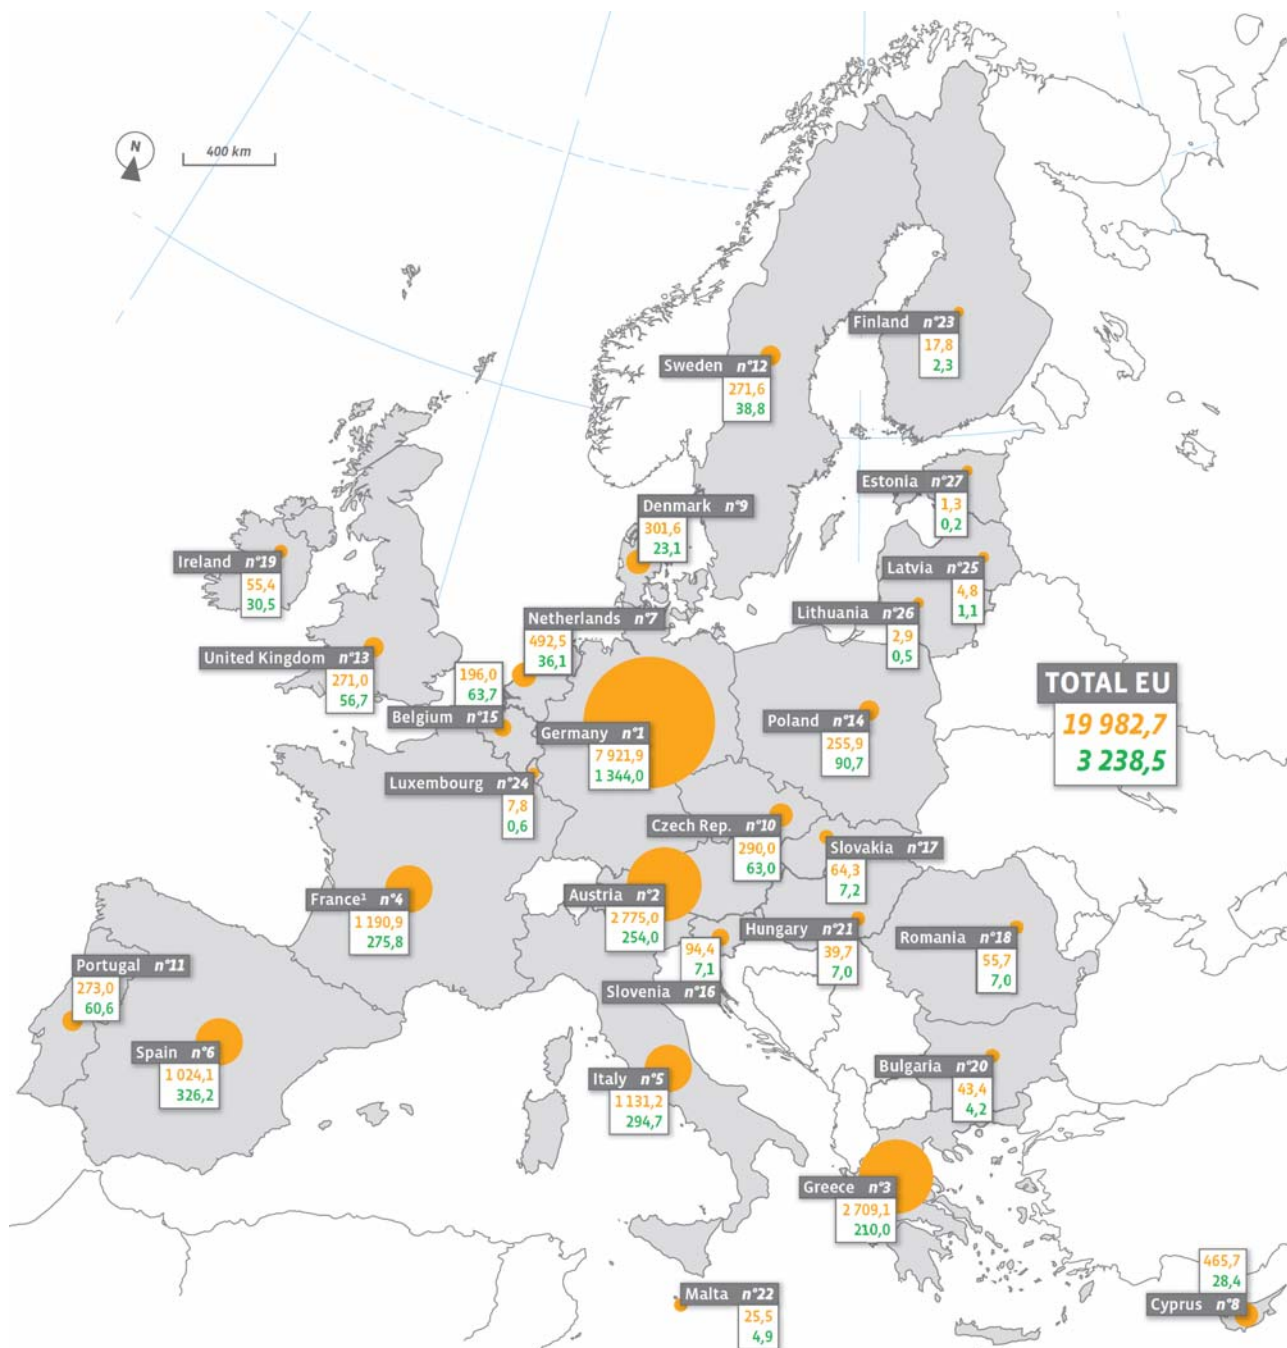 N
400 km
Finland n°23
17,8
2,3
Sweden n°12
271,6
38,8
Estonia n°27
1,3
0,2
Denmark n°9
301,6
23,1
Ireland n°19
55,4
30,5
Latvia n°25
4,8
1,1
Lithuania n°26
2,9
0,5
Netherlands n°7
492,5
36,1
United Kingdom n°13
271,0
56,7
196,0
63,7
Belgium n°15
TOTAL EU
19 982,7
3 238,5
Poland n°14
255,9
90,7
Germany n°1
7 921,9
1 344,0
Luxembourg n°24
7,8
0,6
Czech Rep. n°10
290,0
63,0
Slovakia n°17
64,3
7,2
France¹ n°4
1 190,9
275,8
Austria n°2
2 775,0
254,0
Hungary n°21
39,7
7,0
Romania n°18
55,7
7,0
94,4
7,1
Slovenia n°16
Portugal n°11
273,0
60,6
Spain n°6
1 024,1
326,2
Italy n°5
1 131,2
294,7
Bulgaria n°20
43,4
4,2
Greece n°3
2 709,1
210,0
465,7
28,4
Cyprus n°8
Malta n°22
25,5
4,9